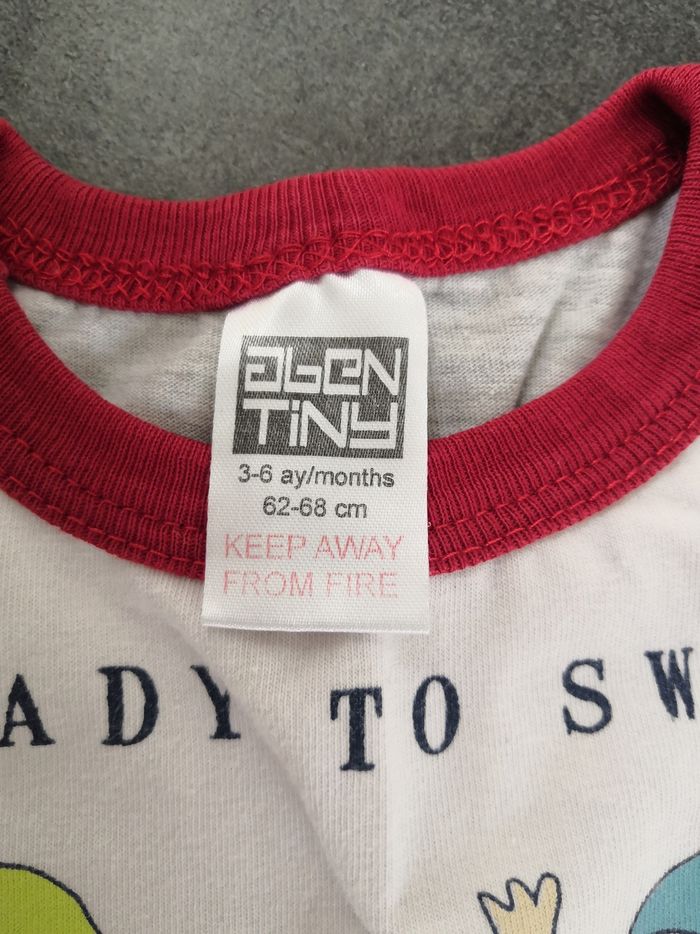 aben
TiNY
3-6 ay/months
62-68 cm
KEEP AWAY
FROM FIRE
ADY TO SW